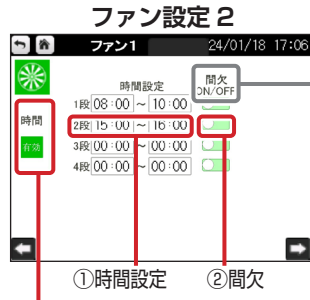 ファン設定 2
ファン1 24/01/18 17:06
時間設定 間欠
ON/OFF
1段 08:00 ~ 10:00
時間 2段 15:00 ~ 16:00
有効 3段 00:00 ~ 00:00
4段 00:00 ~ 00:00
①時間設定 ②間欠